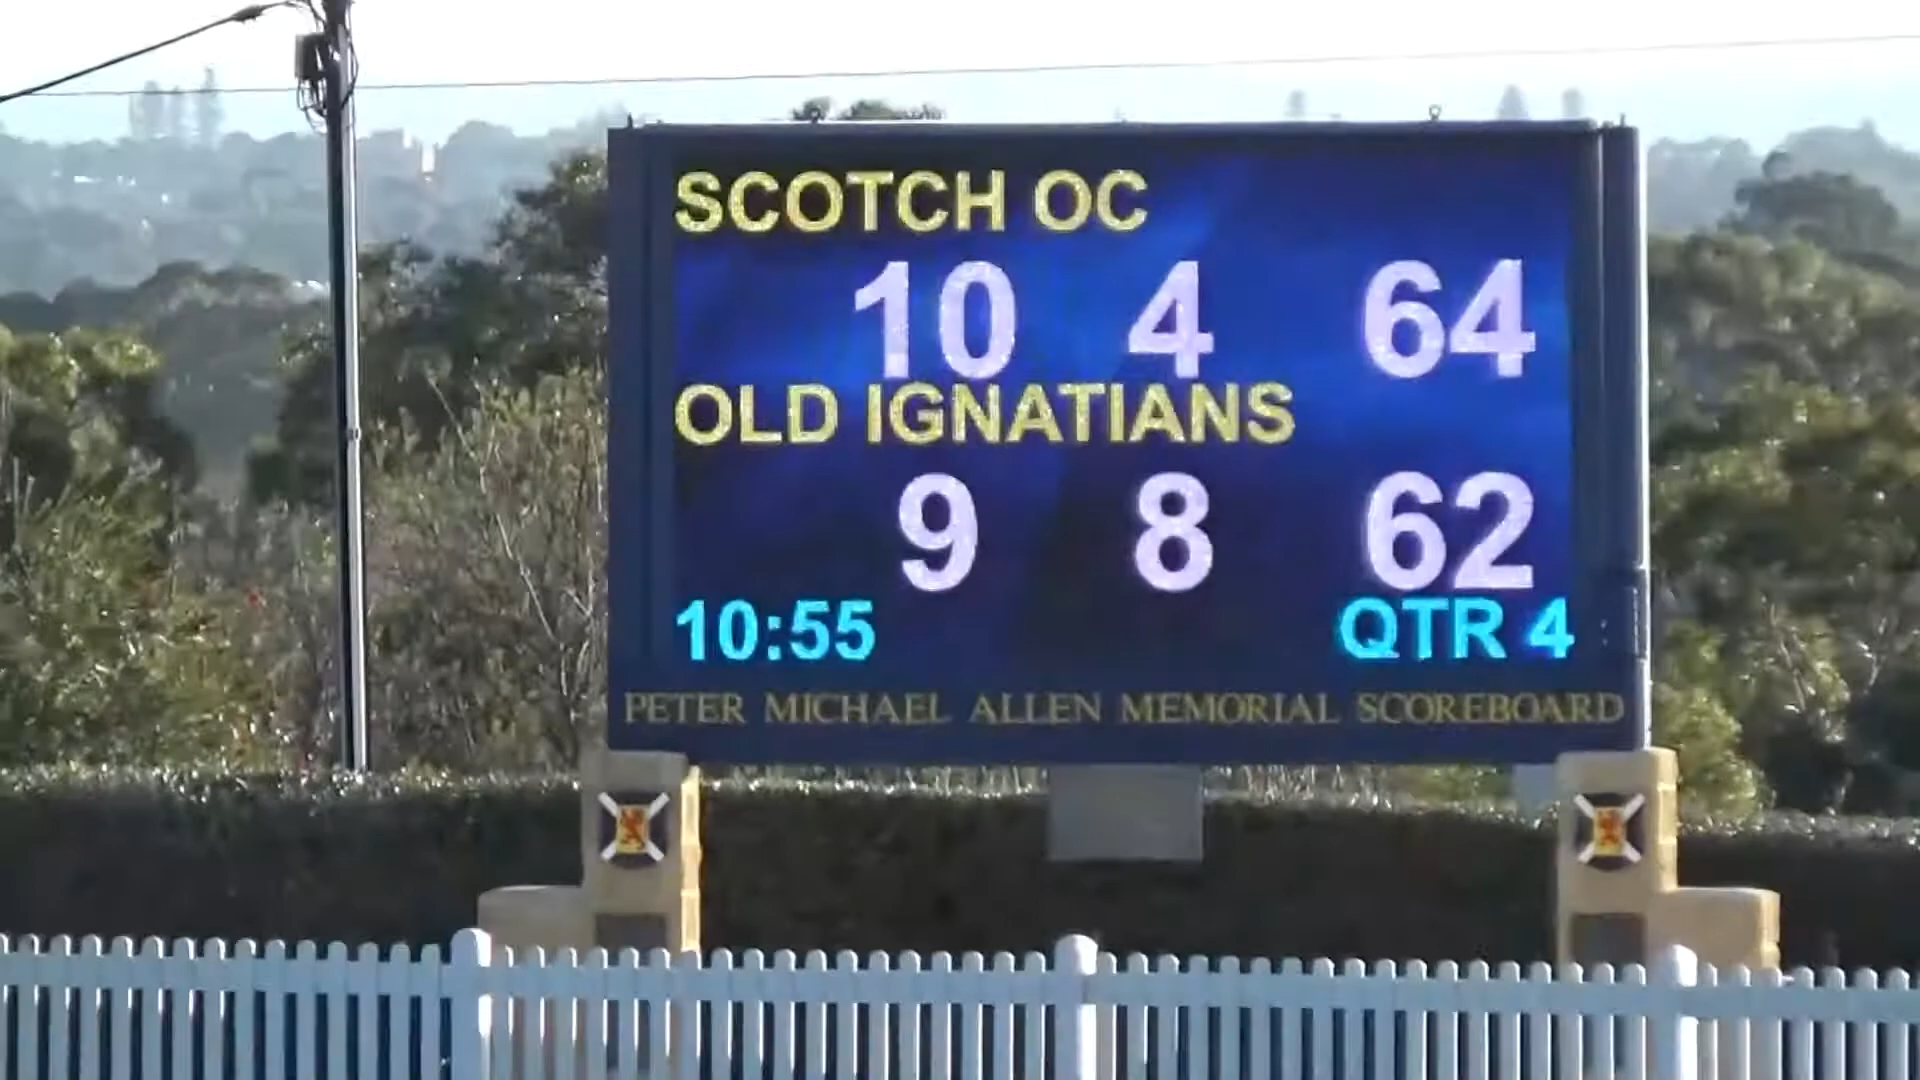 SCOTCH OC
10 4 64
OLD IGNATIANS
9 8 62
10:55 QTR 4
PETER MICHAEL ALLEN MEMORIAL SCOREBOARD